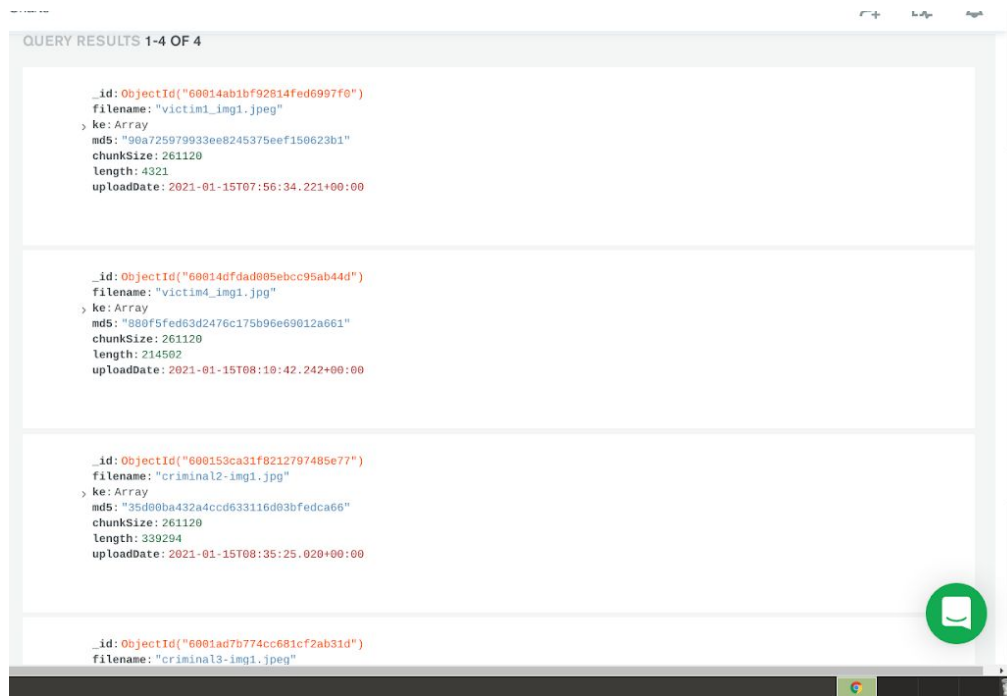 QUERY RESULTS 1-4 OF 4
_id: ObjectId("60014ab1bf92814fed6997f0")
filename: "victim1_img1.jpeg"
ke: Array
md5: "90a725979933ee8245375eef150623b1"
chunkSize: 261120
length: 4321
uploadDate: 2021-01-15T07:56:34.221+00:00
_id: ObjectId("60014dfdad005ebcc95ab44d")
filename: "victim4_img1.jpg"
ke: Array
md5: "880f5fed63d2476c175b96e69012a661"
chunkSize: 261120
length: 214502
uploadDate: 2021-01-15T08:10:42.242+00:00
_id: ObjectId("600153ca31f8212797485e77")
filename: "criminal2-img1.jpg"
ke: Array
md5: "35d00ba432a4ccd633116d03bfedca66"
chunkSize: 261120
length: 339294
uploadDate: 2021-01-15T08:35:25.020+00:00
_id: ObjectId("6001ad7b774cc681cf2ab31d")
filename: "criminal3-img1.jpeg"